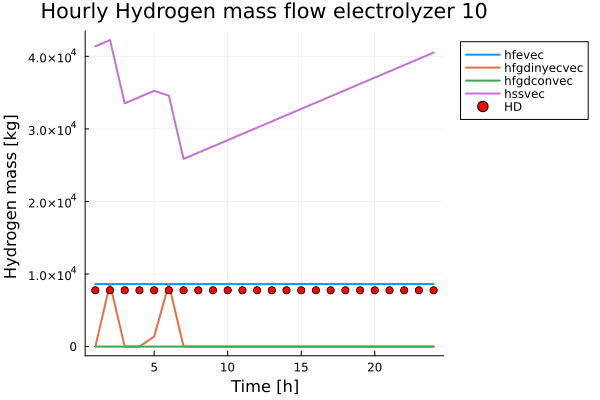 Hourly Hydrogen mass flow electrolyzer 10
Hydrogen mass [kg]
4.0×10⁴
3.0×10⁴
2.0×10⁴
1.0×10⁴
0
5 10 15 20
Time [h]
hfevec
hfgdinyecvec
hfgdconvec
hssvec
HD